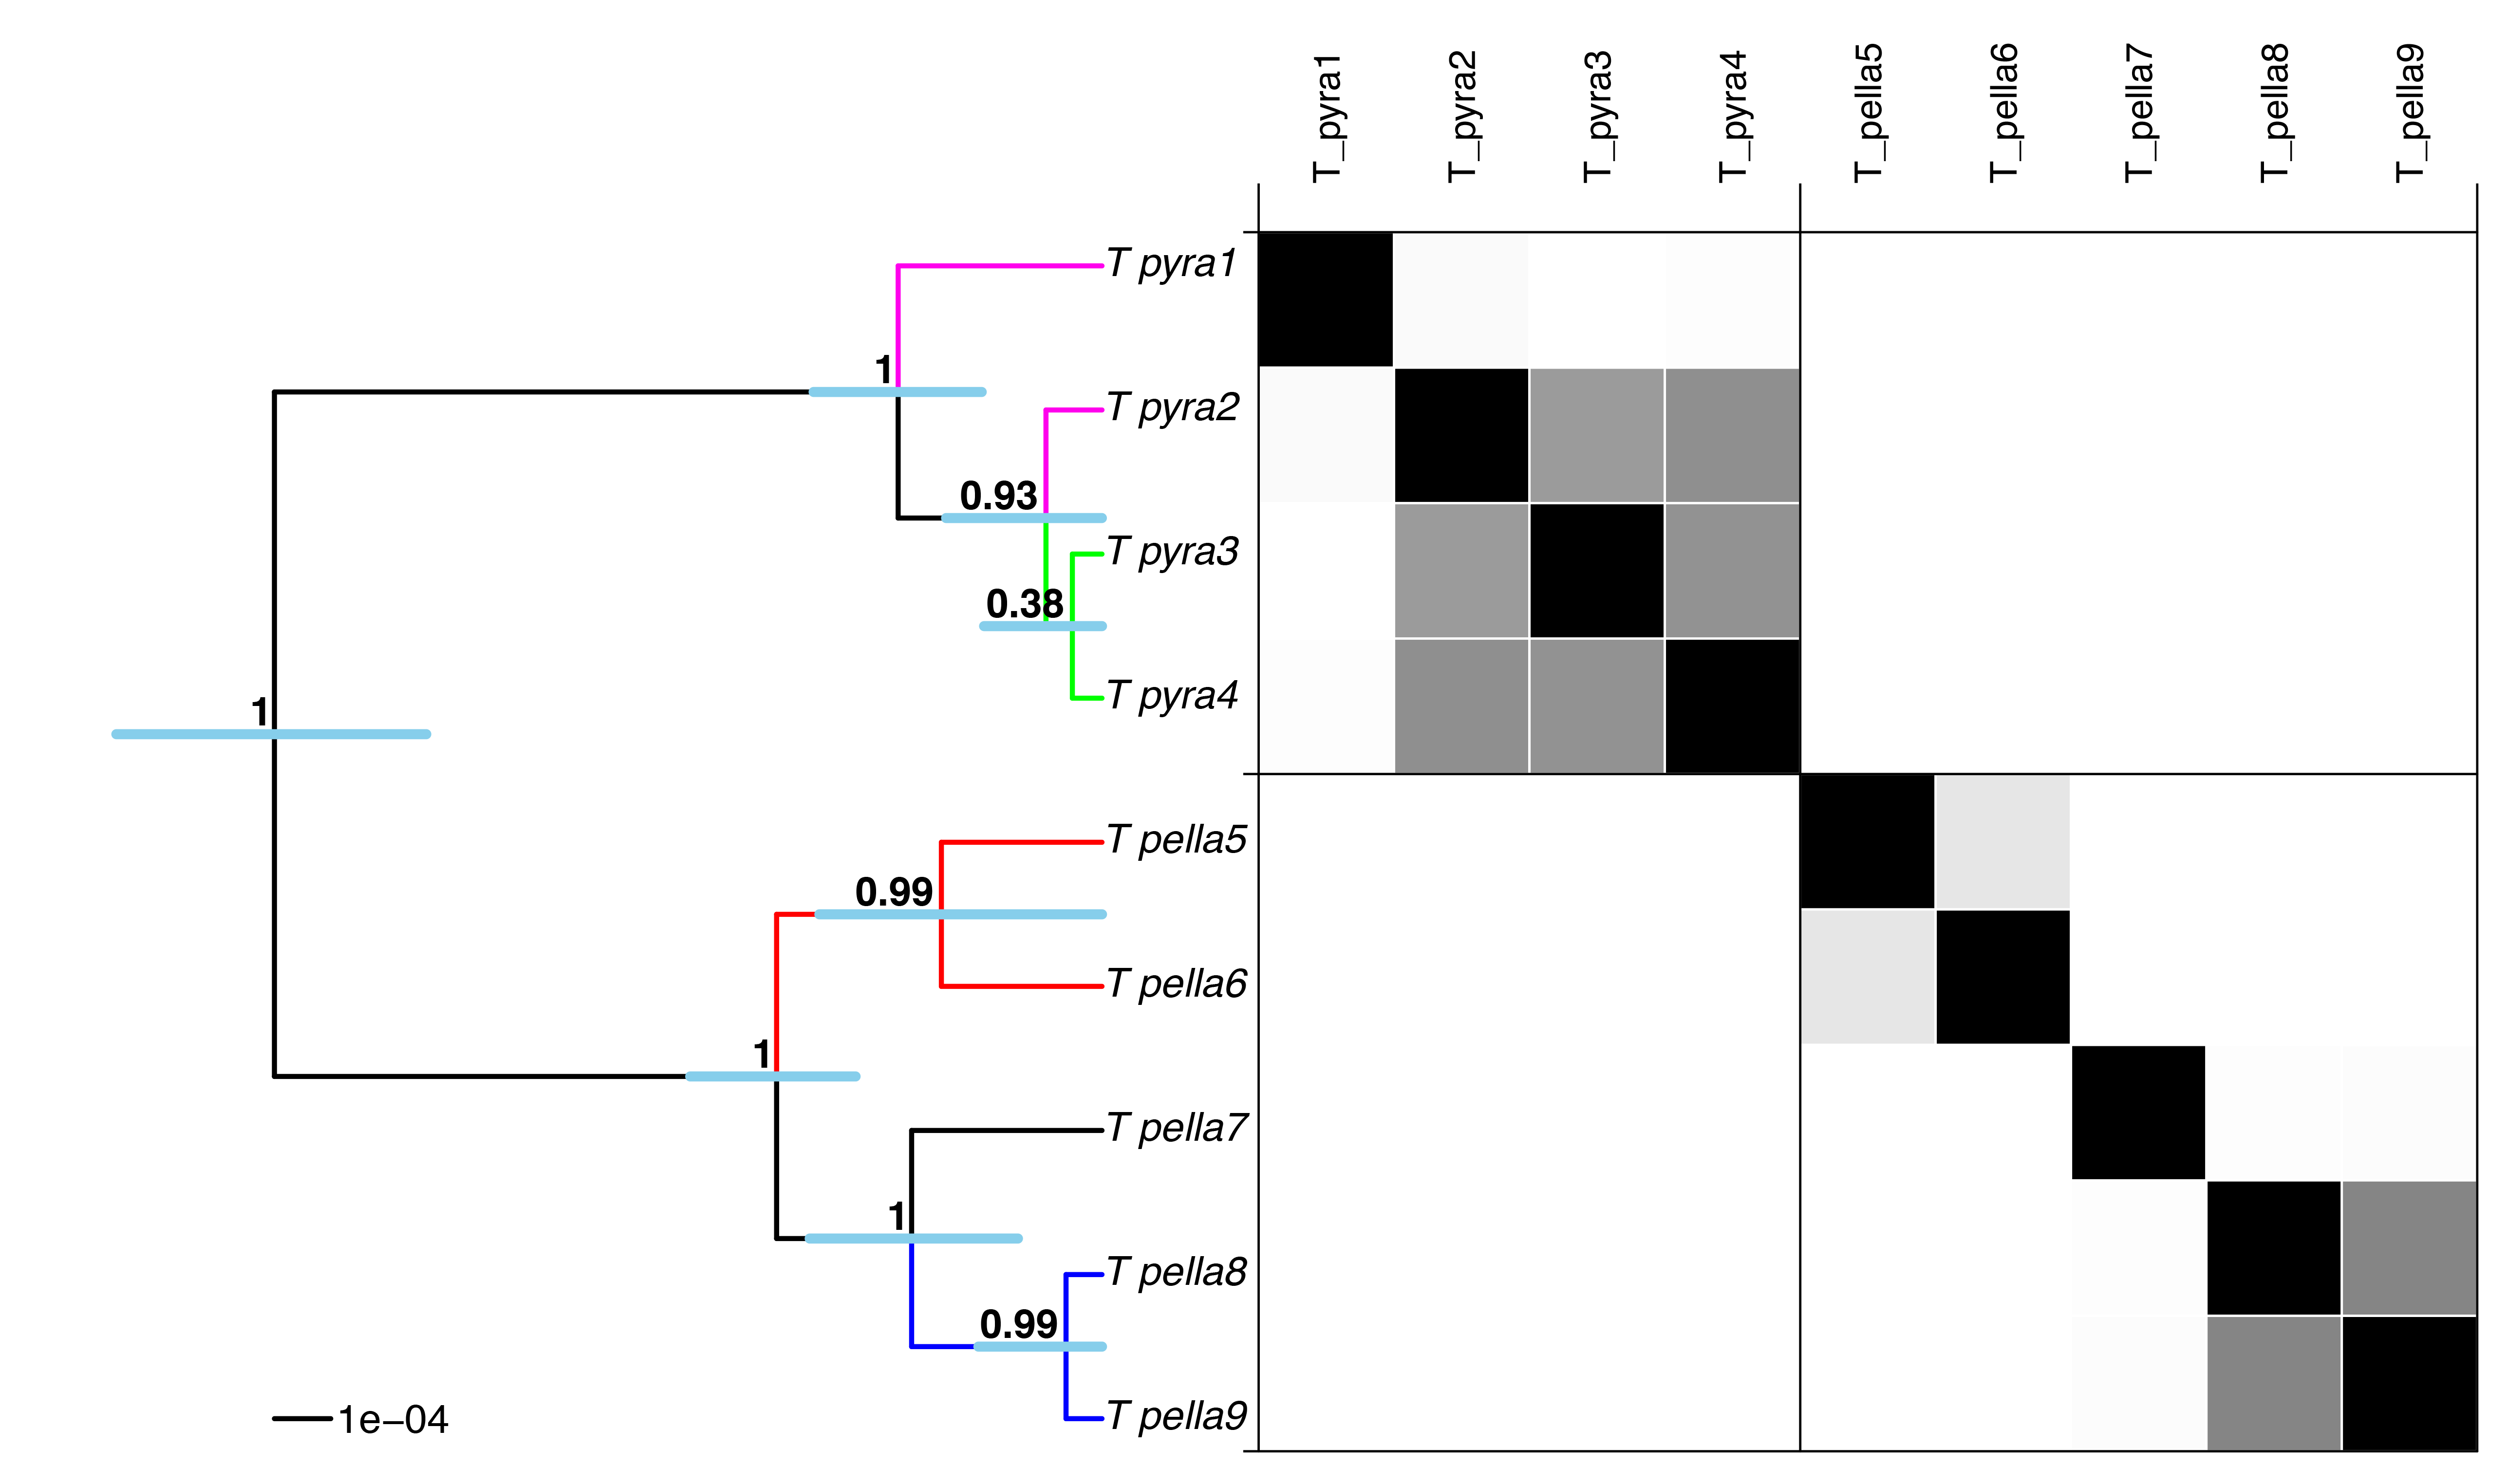 T_pyra1 T_pyra2 T_pyra3 T_pyra4 T_pella5 T_pella6 T_pella7 T_pella8 T_pella9
T pyra1
1
T pyra2
0.93
T pyra3
0.38
T pyra4
1
T pella5
0.99
T pella6
1
T pella7
1
T pella8
0.99
T pella9
1e−04